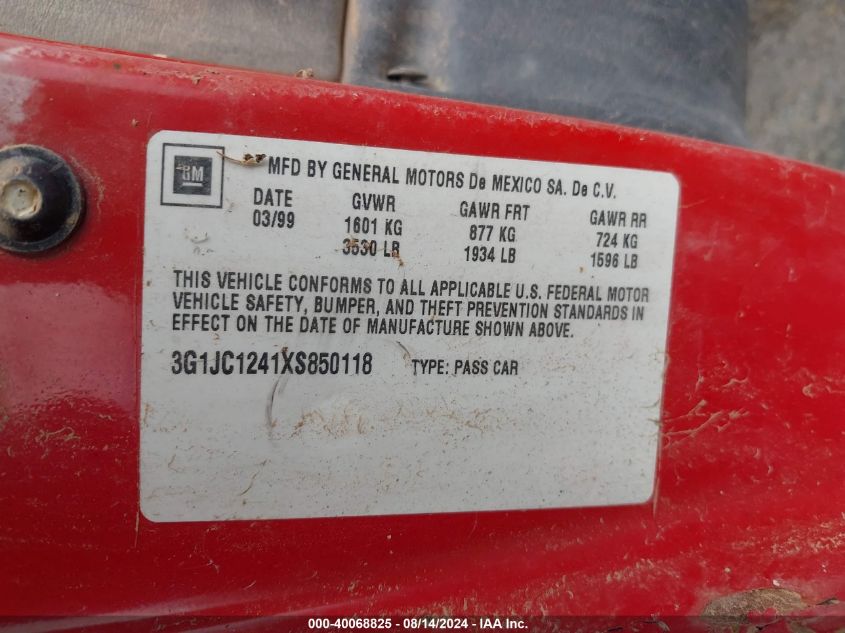 GM
MFD BY GENERAL MOTORS De MEXICO SA. De C.V.
DATE GVWR GAWR FRT GAWR RR
03/99 1601 KG 877 KG 724 KG
3530 LB 1934 LB 1596 LB
THIS VEHICLE CONFORMS TO ALL APPLICABLE U.S. FEDERAL MOTOR
VEHICLE SAFETY, BUMPER, AND THEFT PREVENTION STANDARDS IN
EFFECT ON THE DATE OF MANUFACTURE SHOWN ABOVE.
3G1JC1241XS850118 TYPE: PASS CAR
000-40068825 - 08/14/2024 - IAAI.com